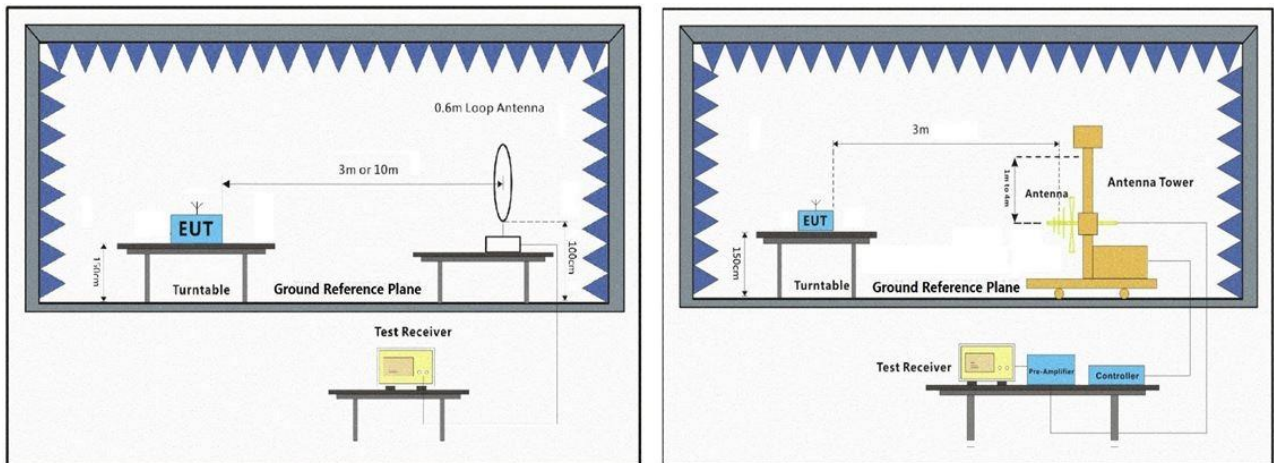 0.6m Loop Antenna
3m or 10m
EUT
150cm
100cm
Turntable
Ground Reference Plane
Test Receiver
3m
1m to 4m
Antenna
Antenna Tower
EUT
150cm
Turntable
Ground Reference Plane
Test Receiver
Pre-Amplifier
Controller